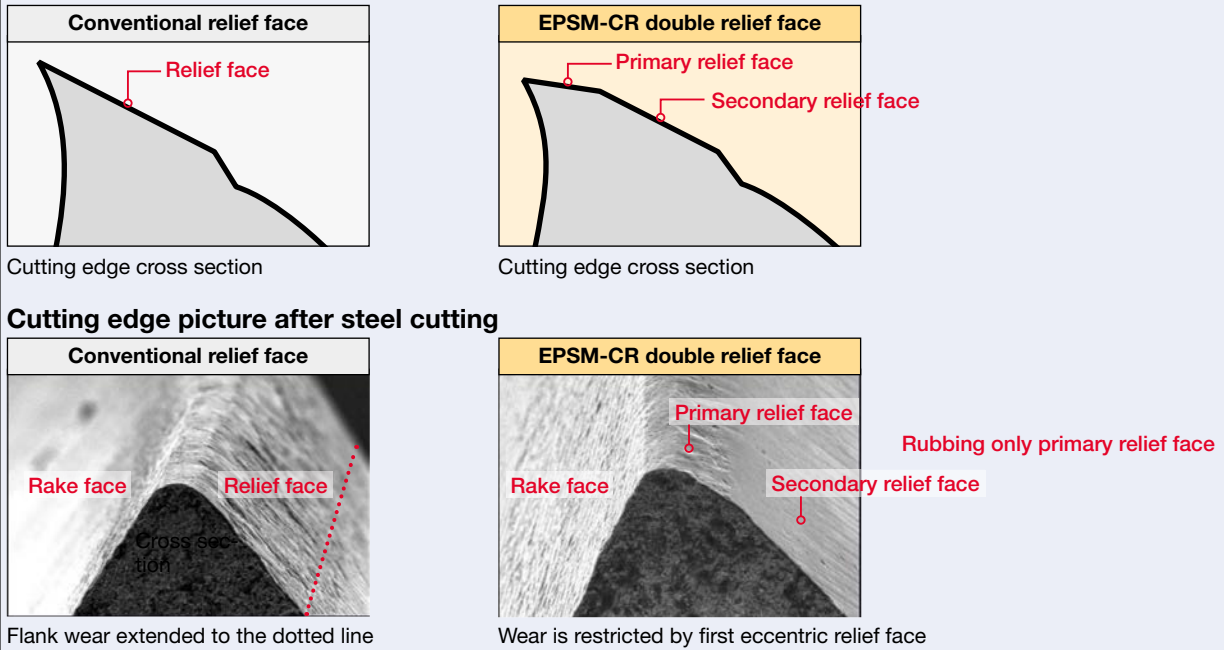 Conventional relief face
EPSM-CR double relief face
Relief face
Primary relief face
Secondary relief face
Cutting edge cross section
Cutting edge cross section
Cutting edge picture after steel cutting
Conventional relief face
EPSM-CR double relief face
Rake face
Relief face
Cross sec-
tion
Primary relief face
Rubbing only primary relief face
Rake face
Secondary relief face
Flank wear extended to the dotted line
Wear is restricted by first eccentric relief face